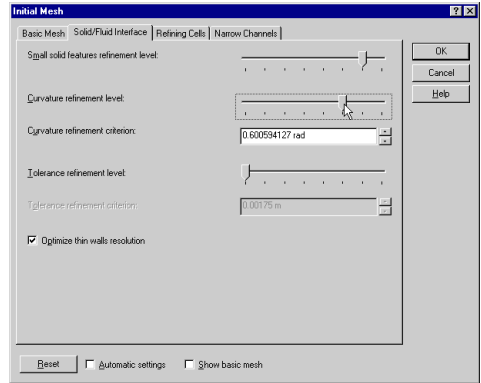 Initial Mesh
Basic Mesh Solid/Fluid Interface Refining Cells Narrow Channels
Small solid features refinement level:
OK
Cancel
Help
Curvature refinement level:
Curvature refinement criterion:
0.600594127 rad
Tolerance refinement level:
Tolerance refinement criterion:
0.00175 m
Optimize thin walls resolution
Reset Automatic settings Show basic mesh